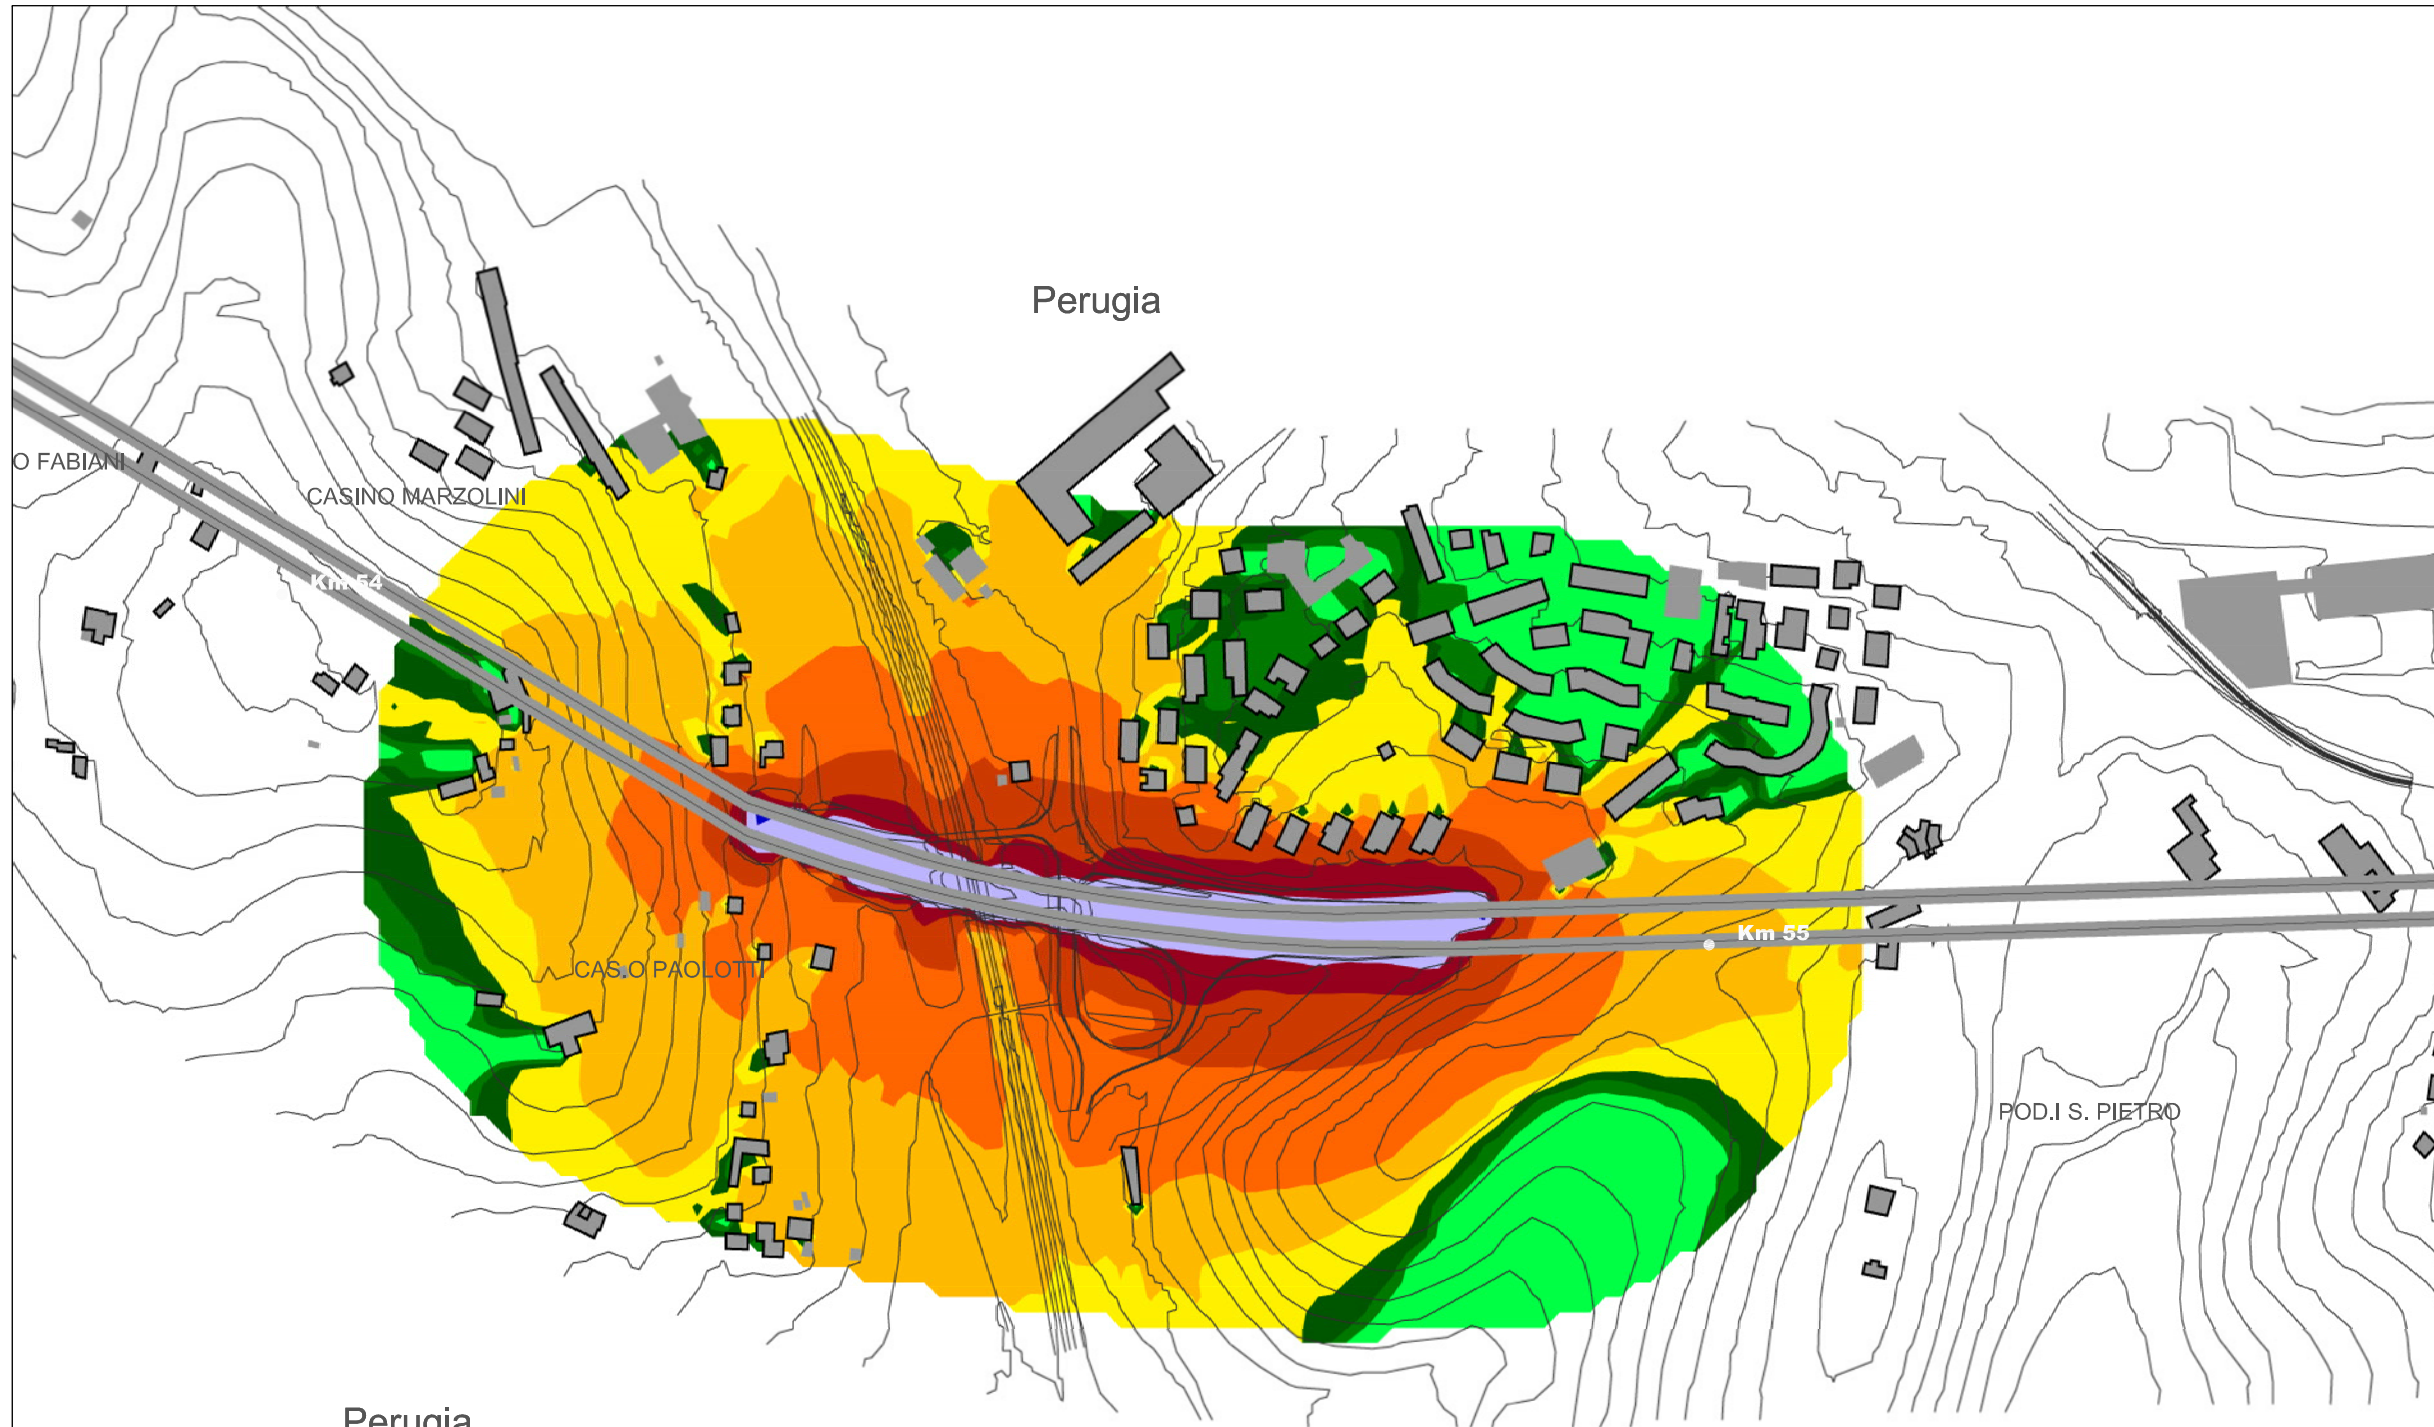 Perugia
O FABIANI
CASINO MARZOLINI
Km 54
Km 55
CAS.O PAOLOTTI
POD.I S. PIETRO
Perugia